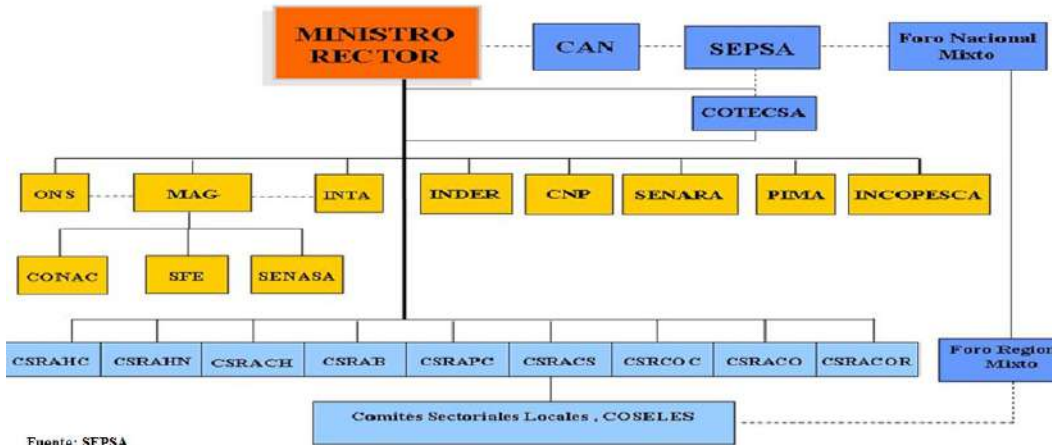 MINISTRO
RECTOR
CAN
SEPSA
Foro Nacional
Mixto
COTECSA
ONS
MAG
INTA
INDER
CNP
SENARA
PIMA
INCOPESCA
CONAC
SFE
SENASA
CSRAHC
CSRAHN
CSRACH
CSRAB
CSRAPC
CSRACS
CSRCOC
CSRACO
CSRACOR
Foro Region
Mixto
Comités Sectoriales Locales , COSELES
Fuente: SEPSA